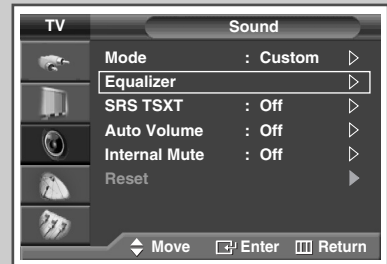 TV Sound
Mode : Custom
Equalizer
SRS TSXT : Off
Auto Volume : Off
Internal Mute : Off
Reset
Move Enter Return